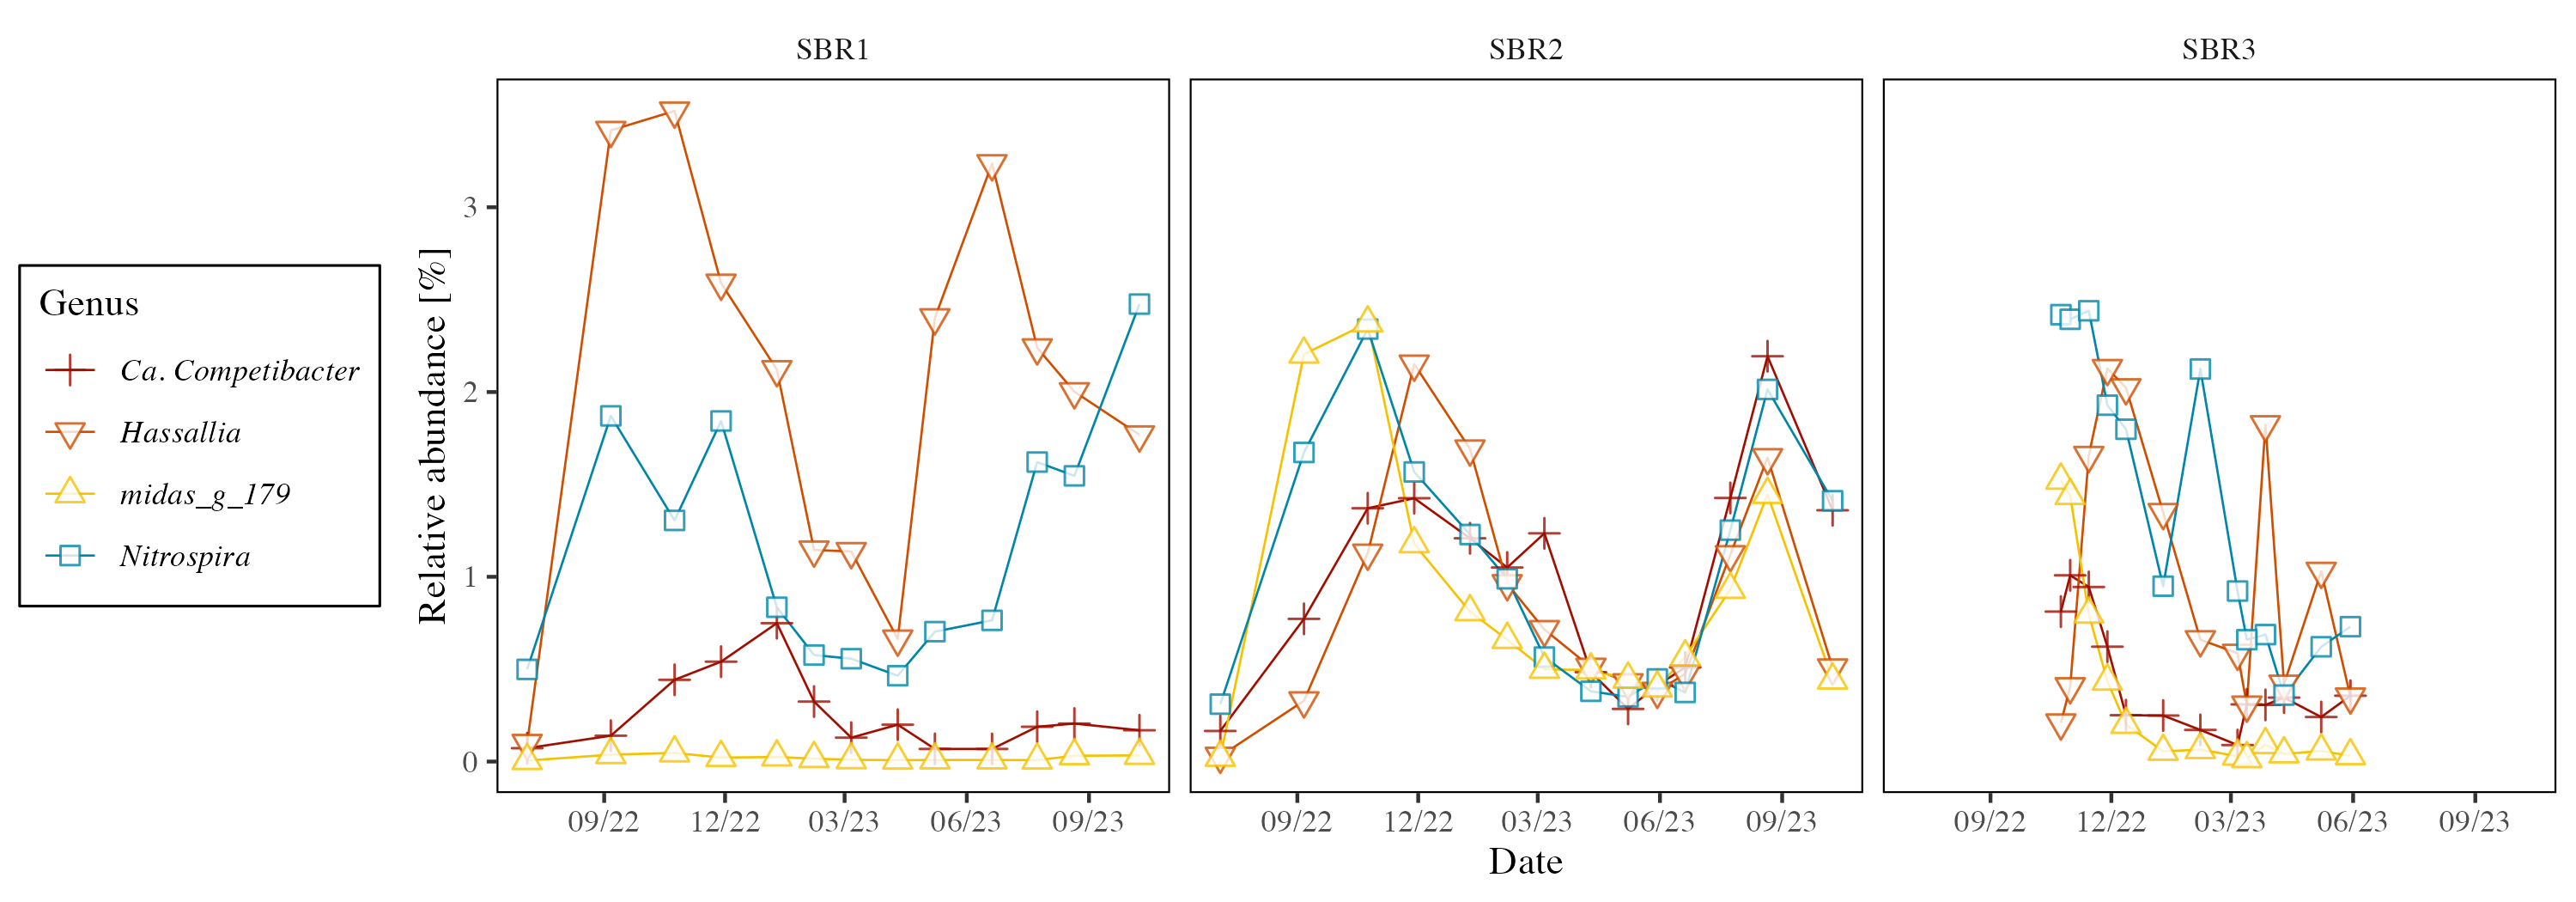 SBR1
SBR2
SBR3
Genus
Ca. Competibacter
Hassallia
midas_g_179
Nitrospira
Relative abundance [%]
3
2
1
0
09/22 12/22 03/23 06/23 09/23
09/22 12/22 03/23 06/23 09/23
09/22 12/22 03/23 06/23 09/23
Date